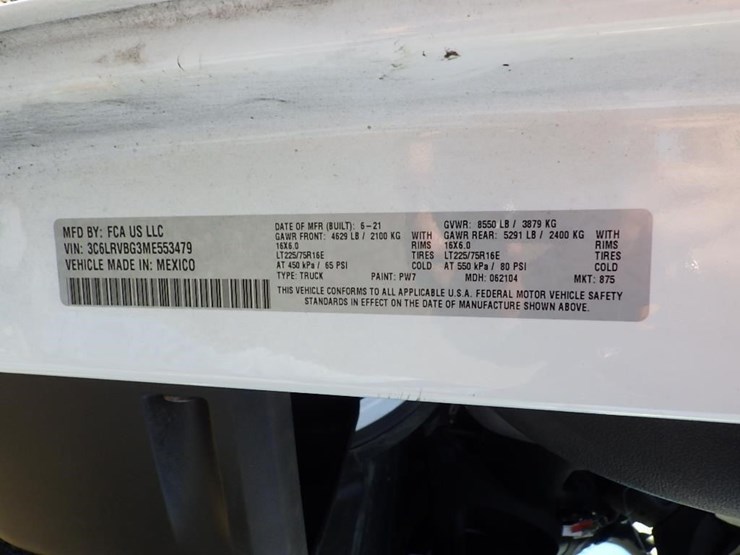 MFD BY: FCA US LLC
VIN: 3C6LRVBG3ME553479
VEHICLE MADE IN: MEXICO
DATE OF MFR (BUILT): 6-21 GVWR: 8550 LB / 3879 KG
GAWR FRONT: 4629 LB / 2100 KG WITH GAWR REAR: 5291 LB / 2400 KG WITH
16X6.0 RIMS 16X6.0 RIMS
LT225/75R16E TIRES LT225/75R16E TIRES
AT 450 kPa / 65 PSI COLD AT 550 kPa / 80 PSI COLD
TYPE: TRUCK PAINT: PW7 MDH: 062104 MKT: 875
THIS VEHICLE CONFORMS TO ALL APPLICABLE U.S.A. FEDERAL MOTOR VEHICLE SAFETY
STANDARDS IN EFFECT ON THE DATE OF MANUFACTURE SHOWN ABOVE.